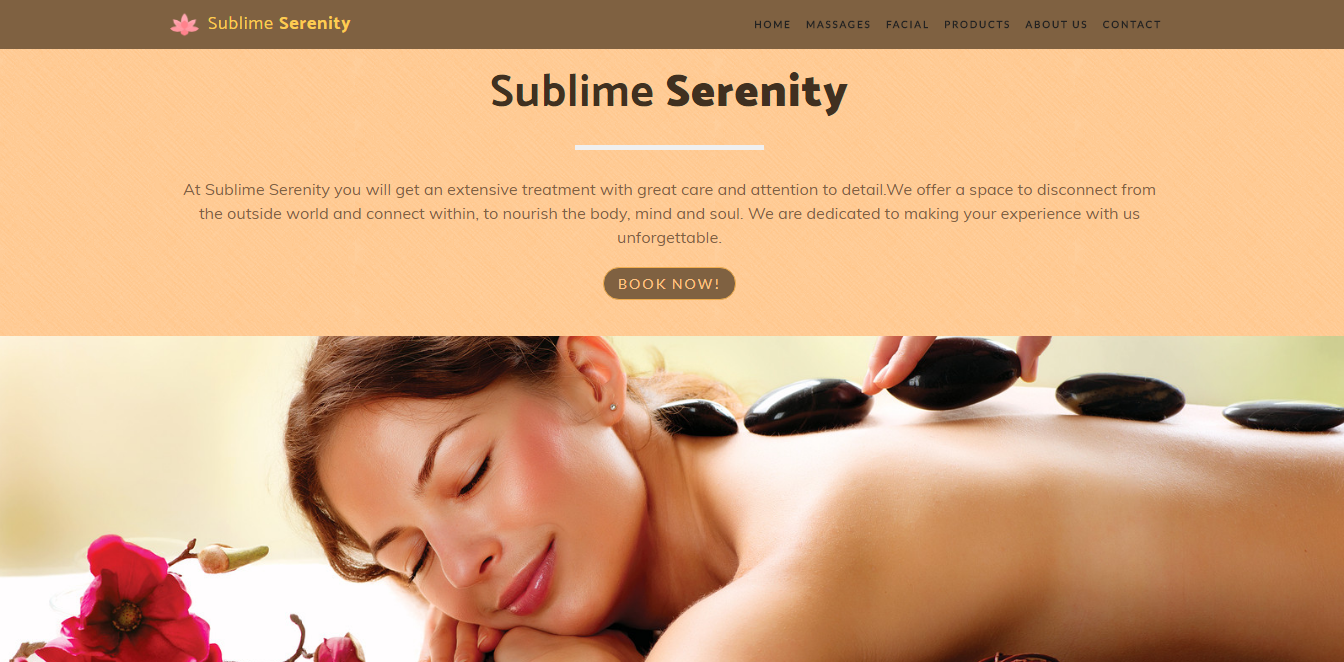 Sublime Serenity
HOME MASSAGES FACIAL PRODUCTS ABOUT US CONTACT
Sublime Serenity
At Sublime Serenity you will get an extensive treatment with great care and attention to detail.We offer a space to disconnect from
the outside world and connect within, to nourish the body, mind and soul. We are dedicated to making your experience with us
unforgettable.
BOOK NOW!